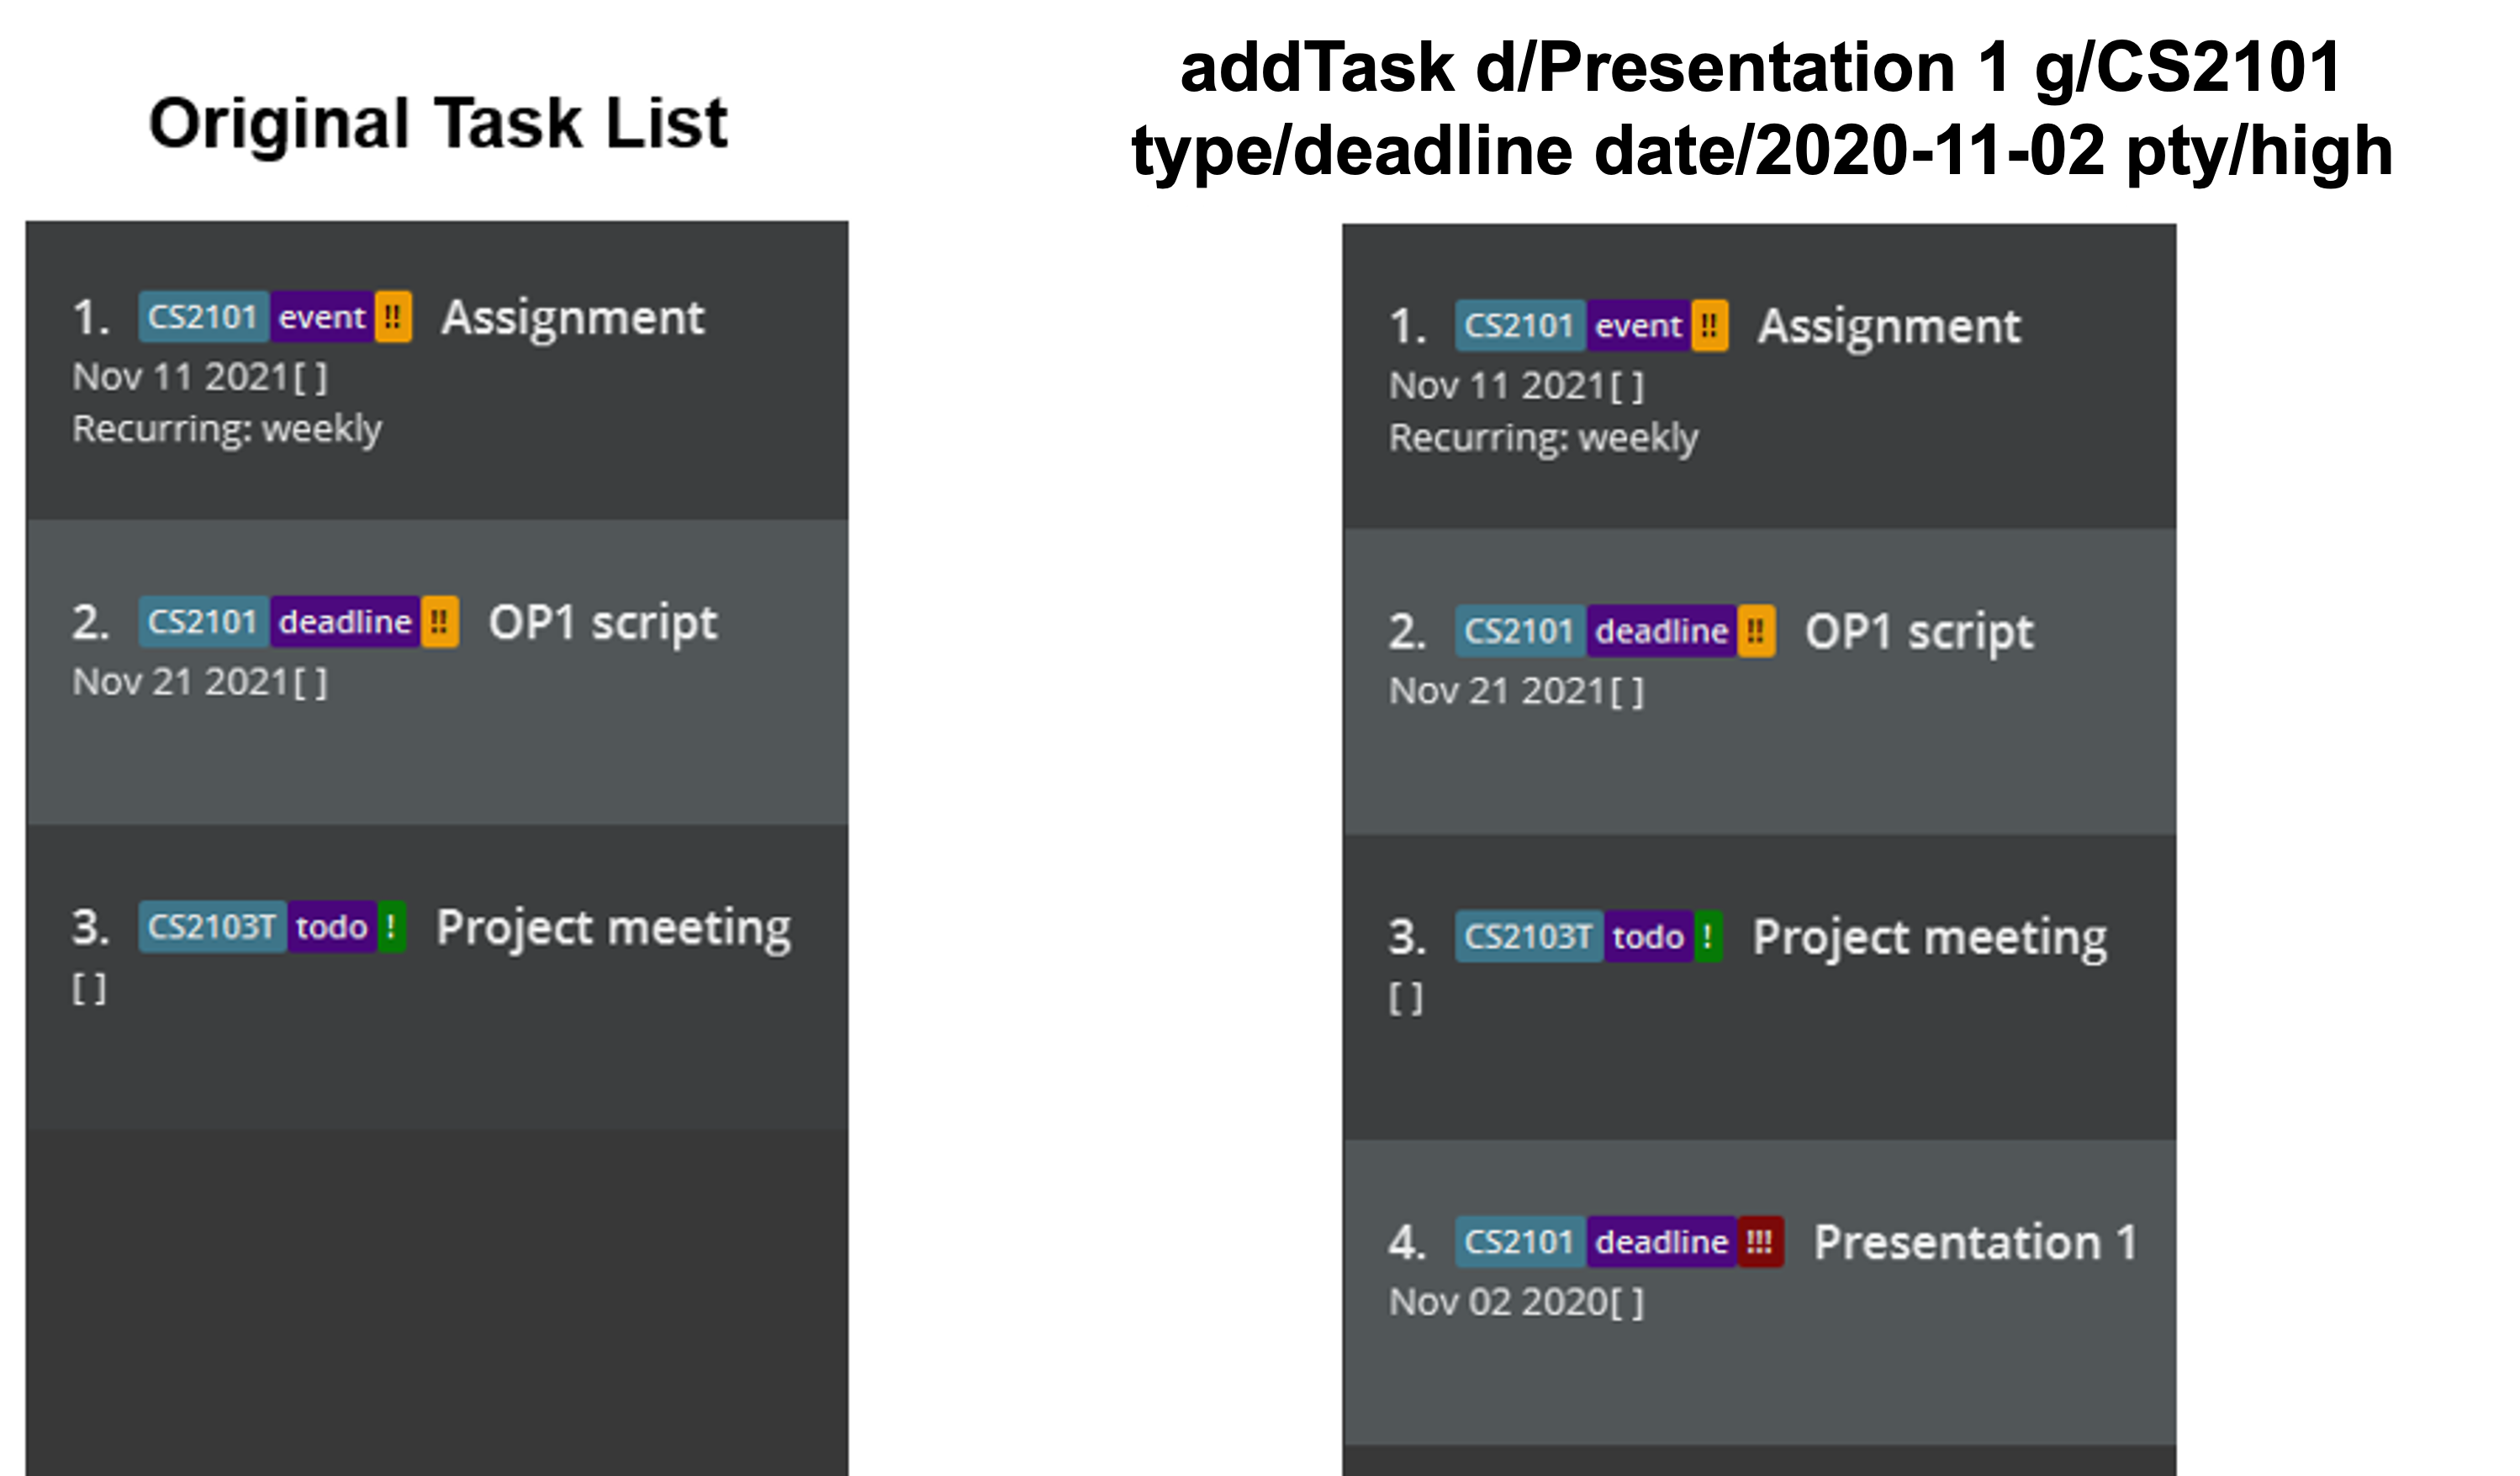 Original Task List
1. CS2101 event !! Assignment
Nov 11 2021[ ]
Recurring: weekly
2. CS2101 deadline !! OP1 script
Nov 21 2021[ ]
3. CS2103T todo ! Project meeting
[ ]
addTask d/Presentation 1 g/CS2101
type/deadline date/2020-11-02 pty/high
1. CS2101 event !! Assignment
Nov 11 2021[ ]
Recurring: weekly
2. CS2101 deadline !! OP1 script
Nov 21 2021[ ]
3. CS2103T todo ! Project meeting
[ ]
4. CS2101 deadline !!! Presentation 1
Nov 02 2020[ ]